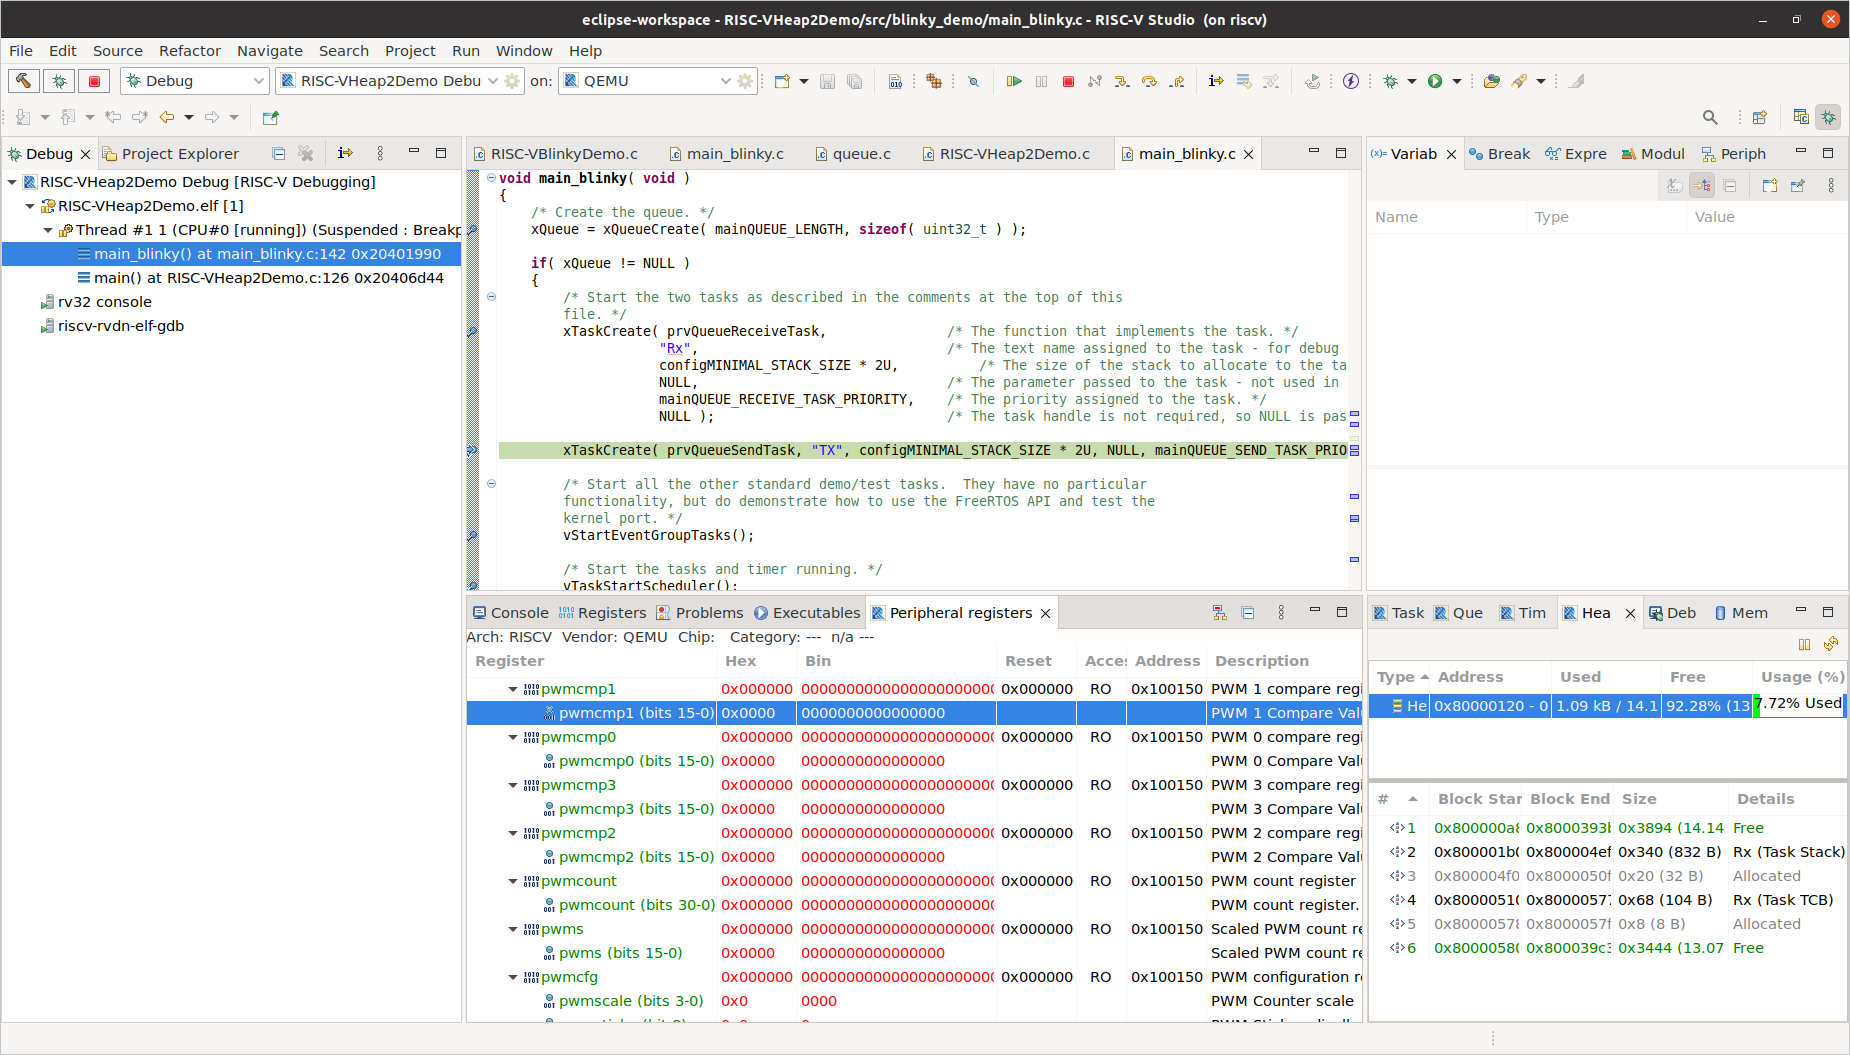 eclipse-workspace - RISC-VHeap2Demo/src/blinky_demo/main_blinky.c - RISC-V Studio (on riscv)
File Edit Source Refactor Navigate Search Project Run Window Help
Debug RISC-VHeap2Demo Debu on: QEMU
Debug Project Explorer
RISC-VHeap2Demo Debug [RISC-V Debugging]
RISC-VHeap2Demo.elf [1]
Thread #1 1 (CPU#0 [running]) (Suspended : Breakp
main_blinky() at main_blinky.c:142 0x20401990
main() at RISC-VHeap2Demo.c:126 0x20406d44
rv32 console
riscv-rvdn-elf-gdb
RISC-VBlinkyDemo.c main_blinky.c queue.c RISC-VHeap2Demo.c main_blinky.c
void main_blinky( void )
{
/* Create the queue. */
xQueue = xQueueCreate( mainQUEUE_LENGTH, sizeof( uint32_t ) );
if( xQueue != NULL )
{
/* Start the two tasks as described in the comments at the top of this
file. */
xTaskCreate( prvQueueReceiveTask, /* The function that implements the task. */
"Rx", /* The text name assigned to the task - for debug
configMINIMAL_STACK_SIZE * 2U, /* The size of the stack to allocate to the ta
NULL, /* The parameter passed to the task - not used in
mainQUEUE_RECEIVE_TASK_PRIORITY, /* The priority assigned to the task. */
NULL ); /* The task handle is not required, so NULL is pas
xTaskCreate( prvQueueSendTask, "TX", configMINIMAL_STACK_SIZE * 2U, NULL, mainQUEUE_SEND_TASK_PRIO
/* Start all the other standard demo/test tasks. They have no particular
functionality, but do demonstrate how to use the FreeRTOS API and test the
kernel port. */
vStartEventGroupTasks();
/* Start the tasks and timer running. */
vTaskStartScheduler();
(x)= Variab Break Expre Modul Periph
Name Type Value
Console Registers Problems Executables Peripheral registers
Arch: RISCV Vendor: QEMU Chip: Category: --- n/a ---
Register Hex Bin Reset Acces Address Description
pwmcmp1 0x000000 000000000000000000000000 0x000000 RO 0x100150 PWM 1 compare regi
pwmcmp1 (bits 15-0) 0x0000 0000000000000000 PWM 1 Compare Val
pwmcmp0 0x000000 000000000000000000000000 0x000000 RO 0x100150 PWM 0 compare regi
pwmcmp0 (bits 15-0) 0x0000 0000000000000000 PWM 0 Compare Val
pwmcmp3 0x000000 000000000000000000000000 0x000000 RO 0x100150 PWM 3 compare regi
pwmcmp3 (bits 15-0) 0x0000 0000000000000000 PWM 3 Compare Val
pwmcmp2 0x000000 000000000000000000000000 0x000000 RO 0x100150 PWM 2 compare regi
pwmcmp2 (bits 15-0) 0x0000 0000000000000000 PWM 2 Compare Val
pwmcount 0x000000 000000000000000000000000 0x000000 RO 0x100150 PWM count register
pwmcount (bits 30-0) 0x000000 000000000000000000000000 PWM count register.
pwms 0x000000 000000000000000000000000 0x000000 RO 0x100150 Scaled PWM count re
pwms (bits 15-0) 0x0000 0000000000000000 Scaled PWM count re
pwmcfg 0x000000 000000000000000000000000 0x000000 RO 0x100150 PWM configuration r
pwmscale (bits 3-0) 0x0 0000 PWM Counter scale
Task Que Tim Hea Deb Mem
Type Address Used Free Usage (%)
He 0x80000120 - 0 1.09 kB / 14.1 92.28% (13 7.72% Used
# Block Star Block End Size Details
1 0x800000a8 0x8000393b 0x3894 (14.14 Free
2 0x800001b0 0x800004ef 0x340 (832 B) Rx (Task Stack)
3 0x800004f0 0x8000050f 0x20 (32 B) Allocated
4 0x80000510 0x80000577 0x68 (104 B) Rx (Task TCB)
5 0x80000578 0x8000057f 0x8 (8 B) Allocated
6 0x80000580 0x800039c3 0x3444 (13.07 Free